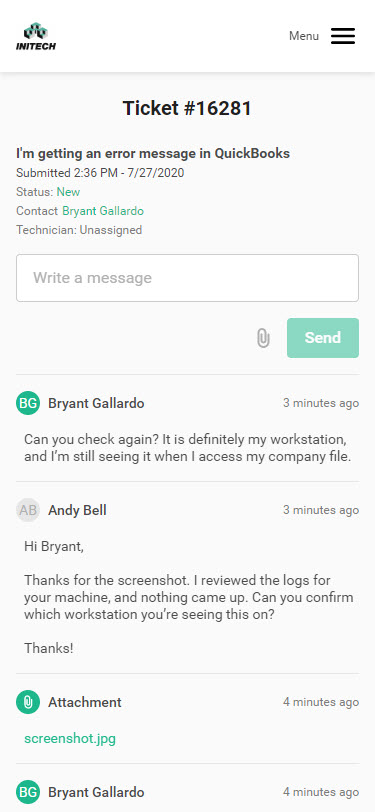 INITECH
Menu
Ticket #16281
I'm getting an error message in QuickBooks
Submitted 2:36 PM - 7/27/2020
Status: New
Contact Bryant Gallardo
Technician: Unassigned
Write a message
Send
BG Bryant Gallardo 3 minutes ago
Can you check again? It is definitely my workstation,
and I’m still seeing it when I access my company file.
AB Andy Bell 3 minutes ago
Hi Bryant,
Thanks for the screenshot. I reviewed the logs for
your machine, and nothing came up. Can you confirm
which workstation you’re seeing this on?
Thanks!
Attachment 4 minutes ago
screenshot.jpg
BG Bryant Gallardo 4 minutes ago